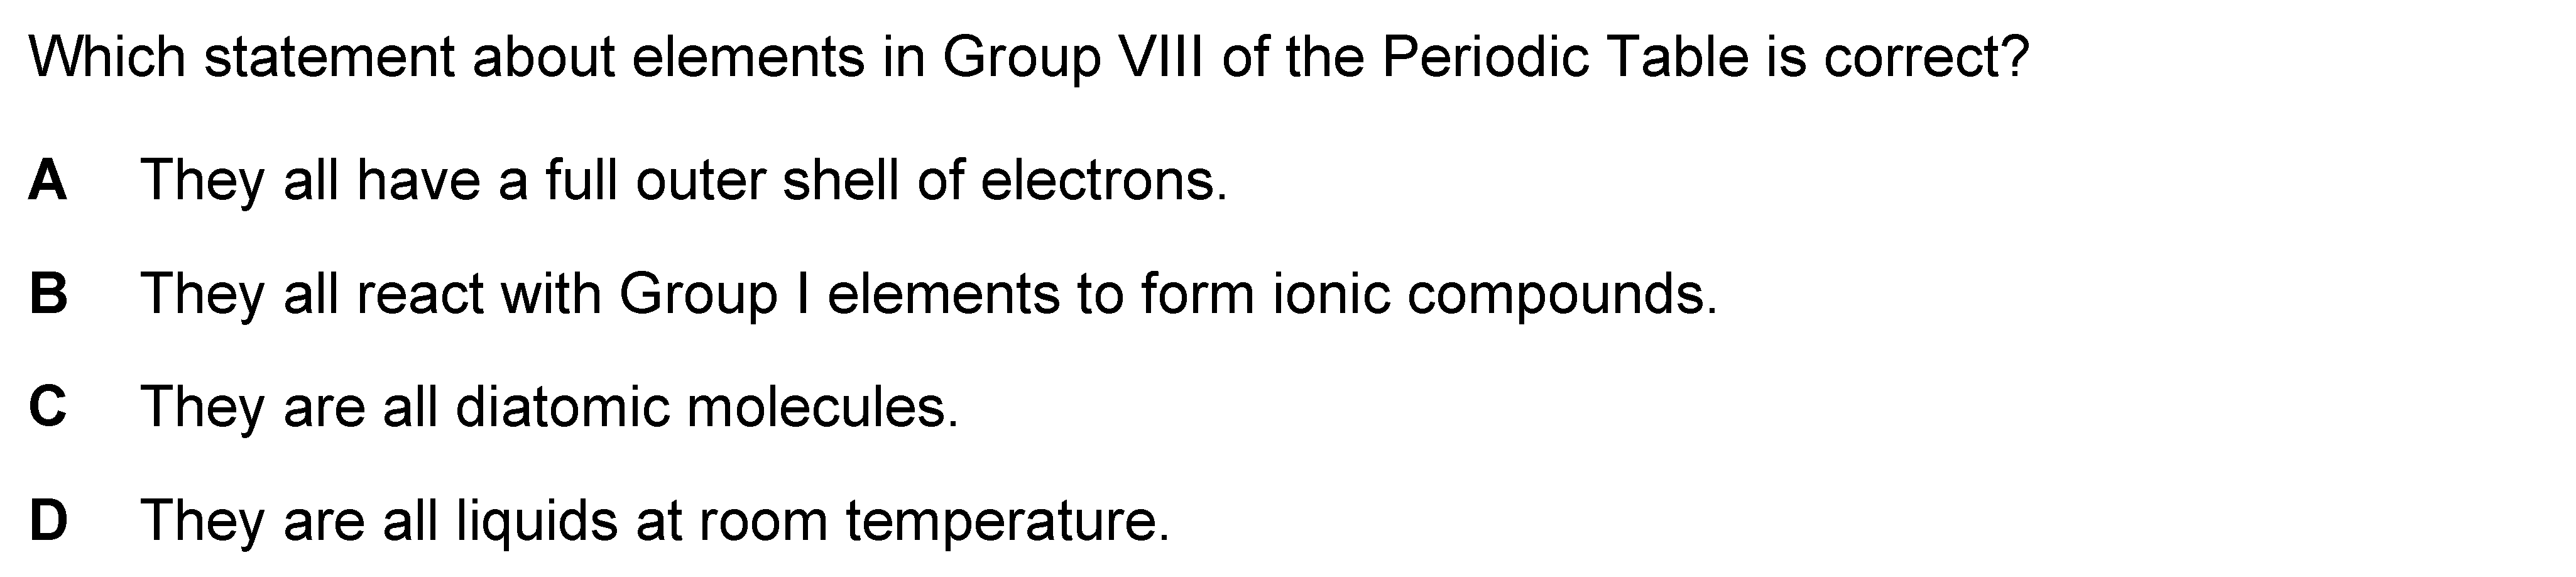 Which statement about elements in Group VIII of the Periodic Table is correct?
A They all have a full outer shell of electrons.
B They all react with Group I elements to form ionic compounds.
C They are all diatomic molecules.
D They are all liquids at room temperature.